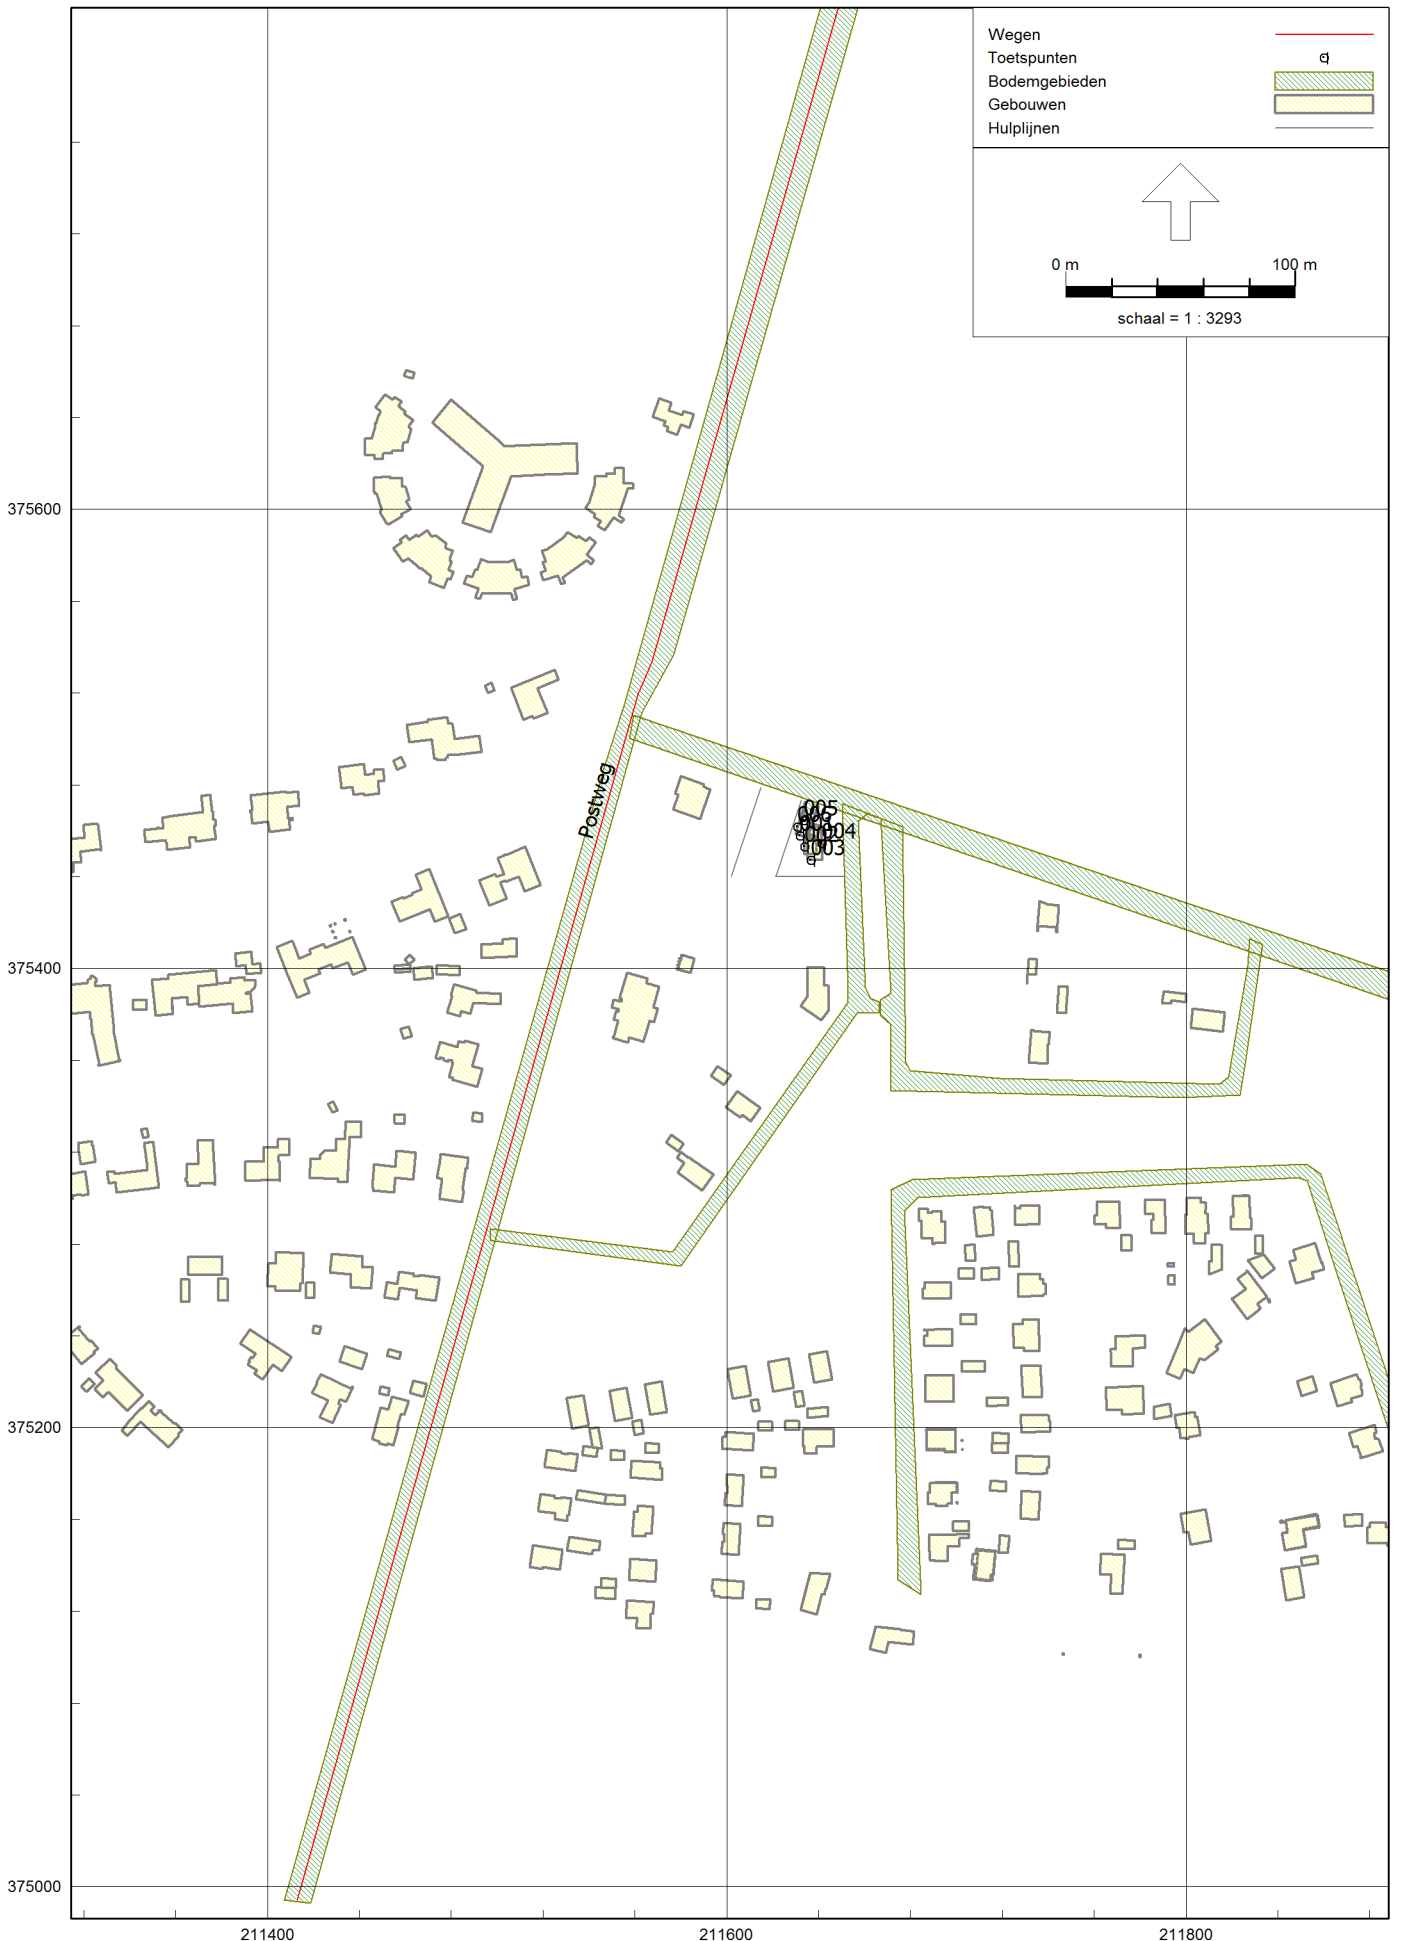 Wegen
Toetspunten
Bodemgebieden
Gebouwen
Hulplijnen
0 m 100 m
schaal = 1 : 3293
375600
Postweg
005
004
003
375400
375200
375000
211400 211600 211800